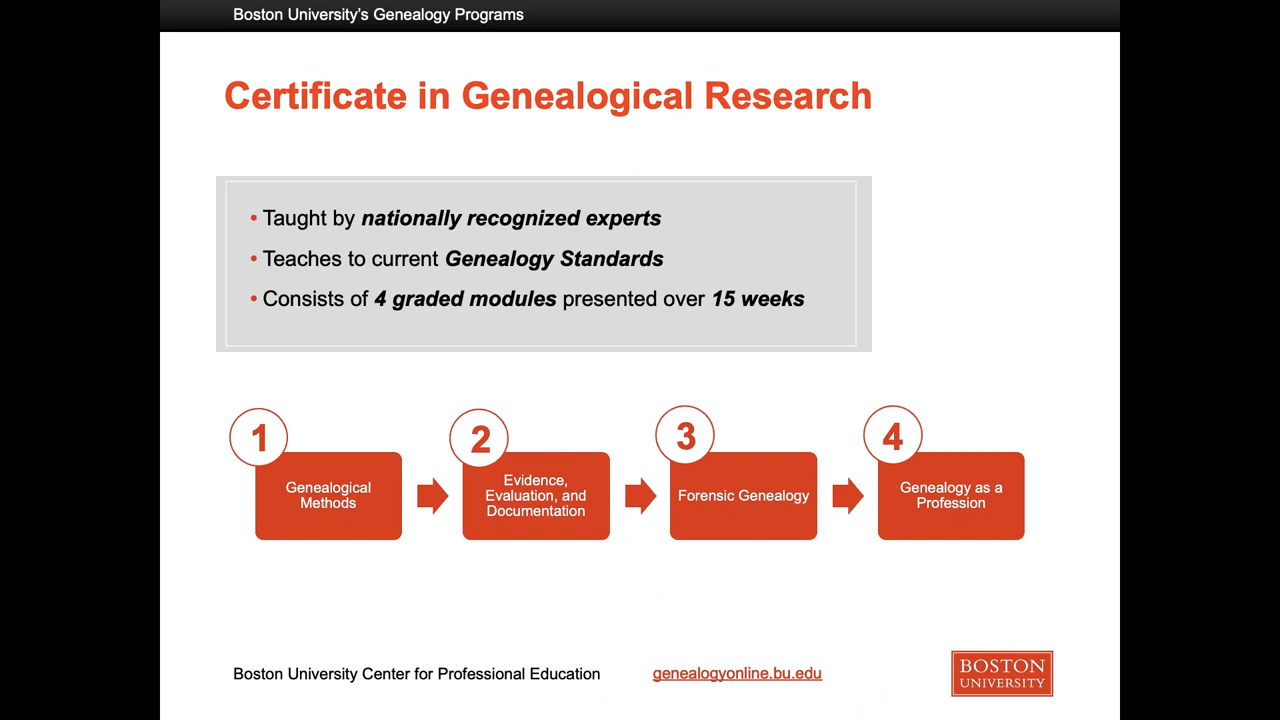 Boston University’s Genealogy Programs
Certificate in Genealogical Research
• Taught by nationally recognized experts
• Teaches to current Genealogy Standards
• Consists of 4 graded modules presented over 15 weeks
1
Genealogical
Methods
2
Evidence,
Evaluation, and
Documentation
3
Forensic Genealogy
4
Genealogy as a
Profession
Boston University Center for Professional Education
genealogyonline.bu.edu
BOSTON
UNIVERSITY